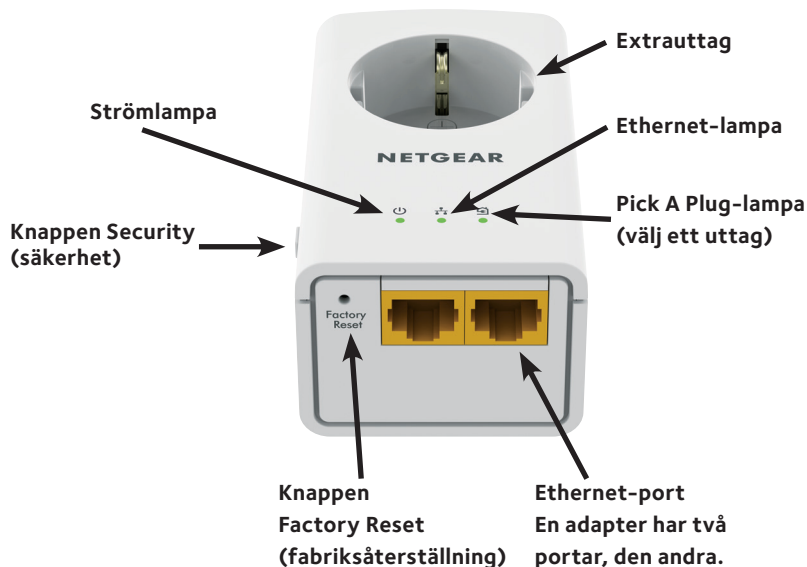 Extrauttag
Strömlampa
Ethernet-lampa
NETGEAR
Pick A Plug-lampa
(välj ett uttag)
Knappen Security
(säkerhet)
Factory
Reset
Knappen
Factory Reset
(fabriksåterställning)
Ethernet-port
En adapter har två
portar, den andra.